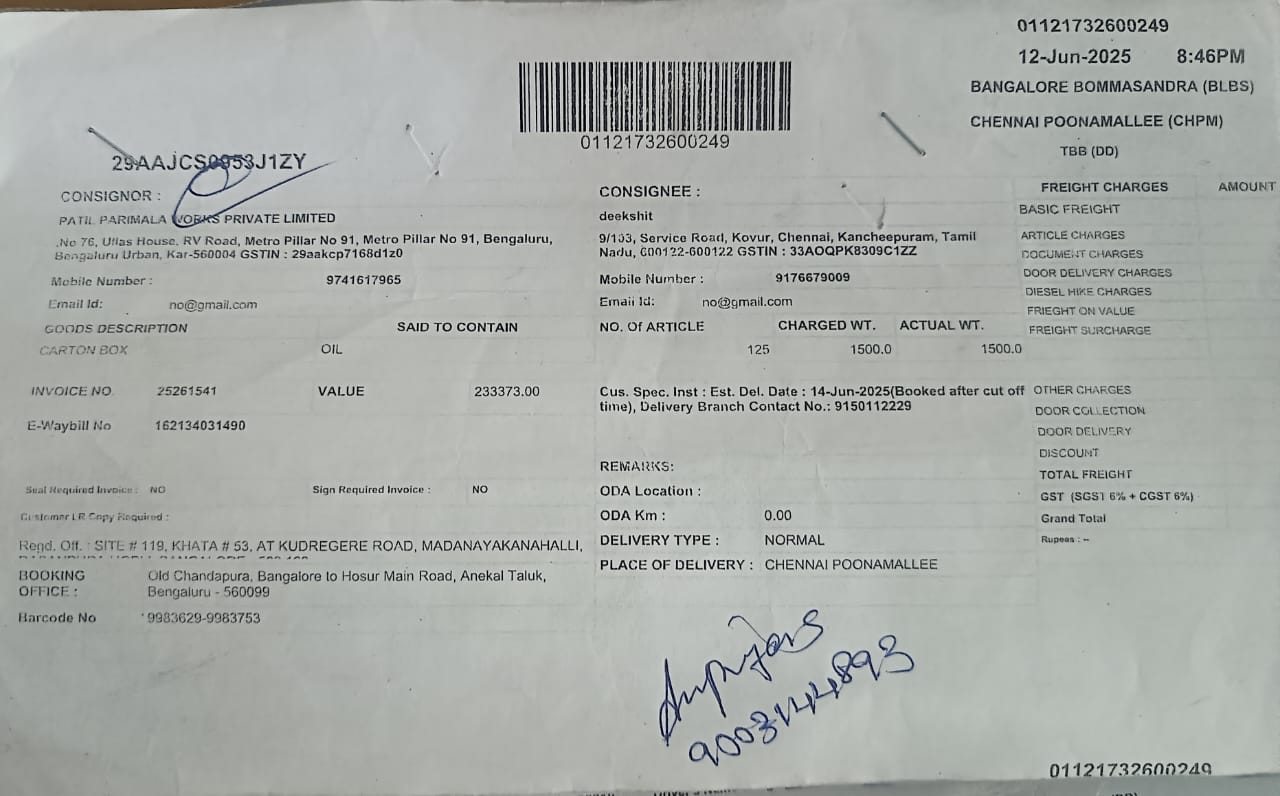 01121732600249
12-Jun-2025 8:46PM
BANGALORE BOMMASANDRA (BLBS)
CHENNAI POONAMALLEE (CHPM)
TBB (DD)
01121732600249
29AAJCS0953J1ZY
CONSIGNOR :
PATIL PARIMALA WORKS PRIVATE LIMITED
.No 76, Ullas House, RV Road, Metro Pillar No 91, Metro Pillar No 91, Bengaluru,
Bengaluru Urban, Kar-560004 GSTIN : 29aakcp7168d1z0
Mobile Number : 9741617965
Email Id: no@gmail.com
CONSIGNEE :
deekshit
9/133, Service Road, Kovur, Chennai, Kancheepuram, Tamil
Nadu, 600122-600122 GSTIN : 33AOQPK8309C1ZZ
Mobile Number : 9176679009
Email Id: no@gmail.com
FREIGHT CHARGES AMOUNT
BASIC FREIGHT
ARTICLE CHARGES
DOCUMENT CHARGES
DOOR DELIVERY CHARGES
DIESEL HIKE CHARGES
FRIEGHT ON VALUE
FREIGHT SURCHARGE
GOODS DESCRIPTION SAID TO CONTAIN NO. Of ARTICLE CHARGED WT. ACTUAL WT.
CARTON BOX OIL 125 1500.0 1500.0
INVOICE NO. 25261541 VALUE 233373.00
E-Waybill No 162134031490
Cus. Spec. Inst : Est. Del. Date : 14-Jun-2025(Booked after cut off
time), Delivery Branch Contact No.: 9150112229
OTHER CHARGES
DOOR COLLECTION
DOOR DELIVERY
DISCOUNT
TOTAL FREIGHT
GST (SGST 6% + CGST 6%)
Grand Total
Rupees : --
Seal Required Invoice : NO Sign Required Invoice : NO
Customer LR Copy Required :
Regd. Off. : SITE # 119, KHATA # 53, AT KUDREGERE ROAD, MADANAYAKANAHALLI,
BOOKING OFFICE : Old Chandapura, Bangalore to Hosur Main Road, Anekal Taluk,
Bengaluru - 560099
Barcode No 9983629-9983753
REMARKS:
ODA Location :
ODA Km : 0.00
DELIVERY TYPE : NORMAL
PLACE OF DELIVERY : CHENNAI POONAMALLEE
9003144893
01121732600249